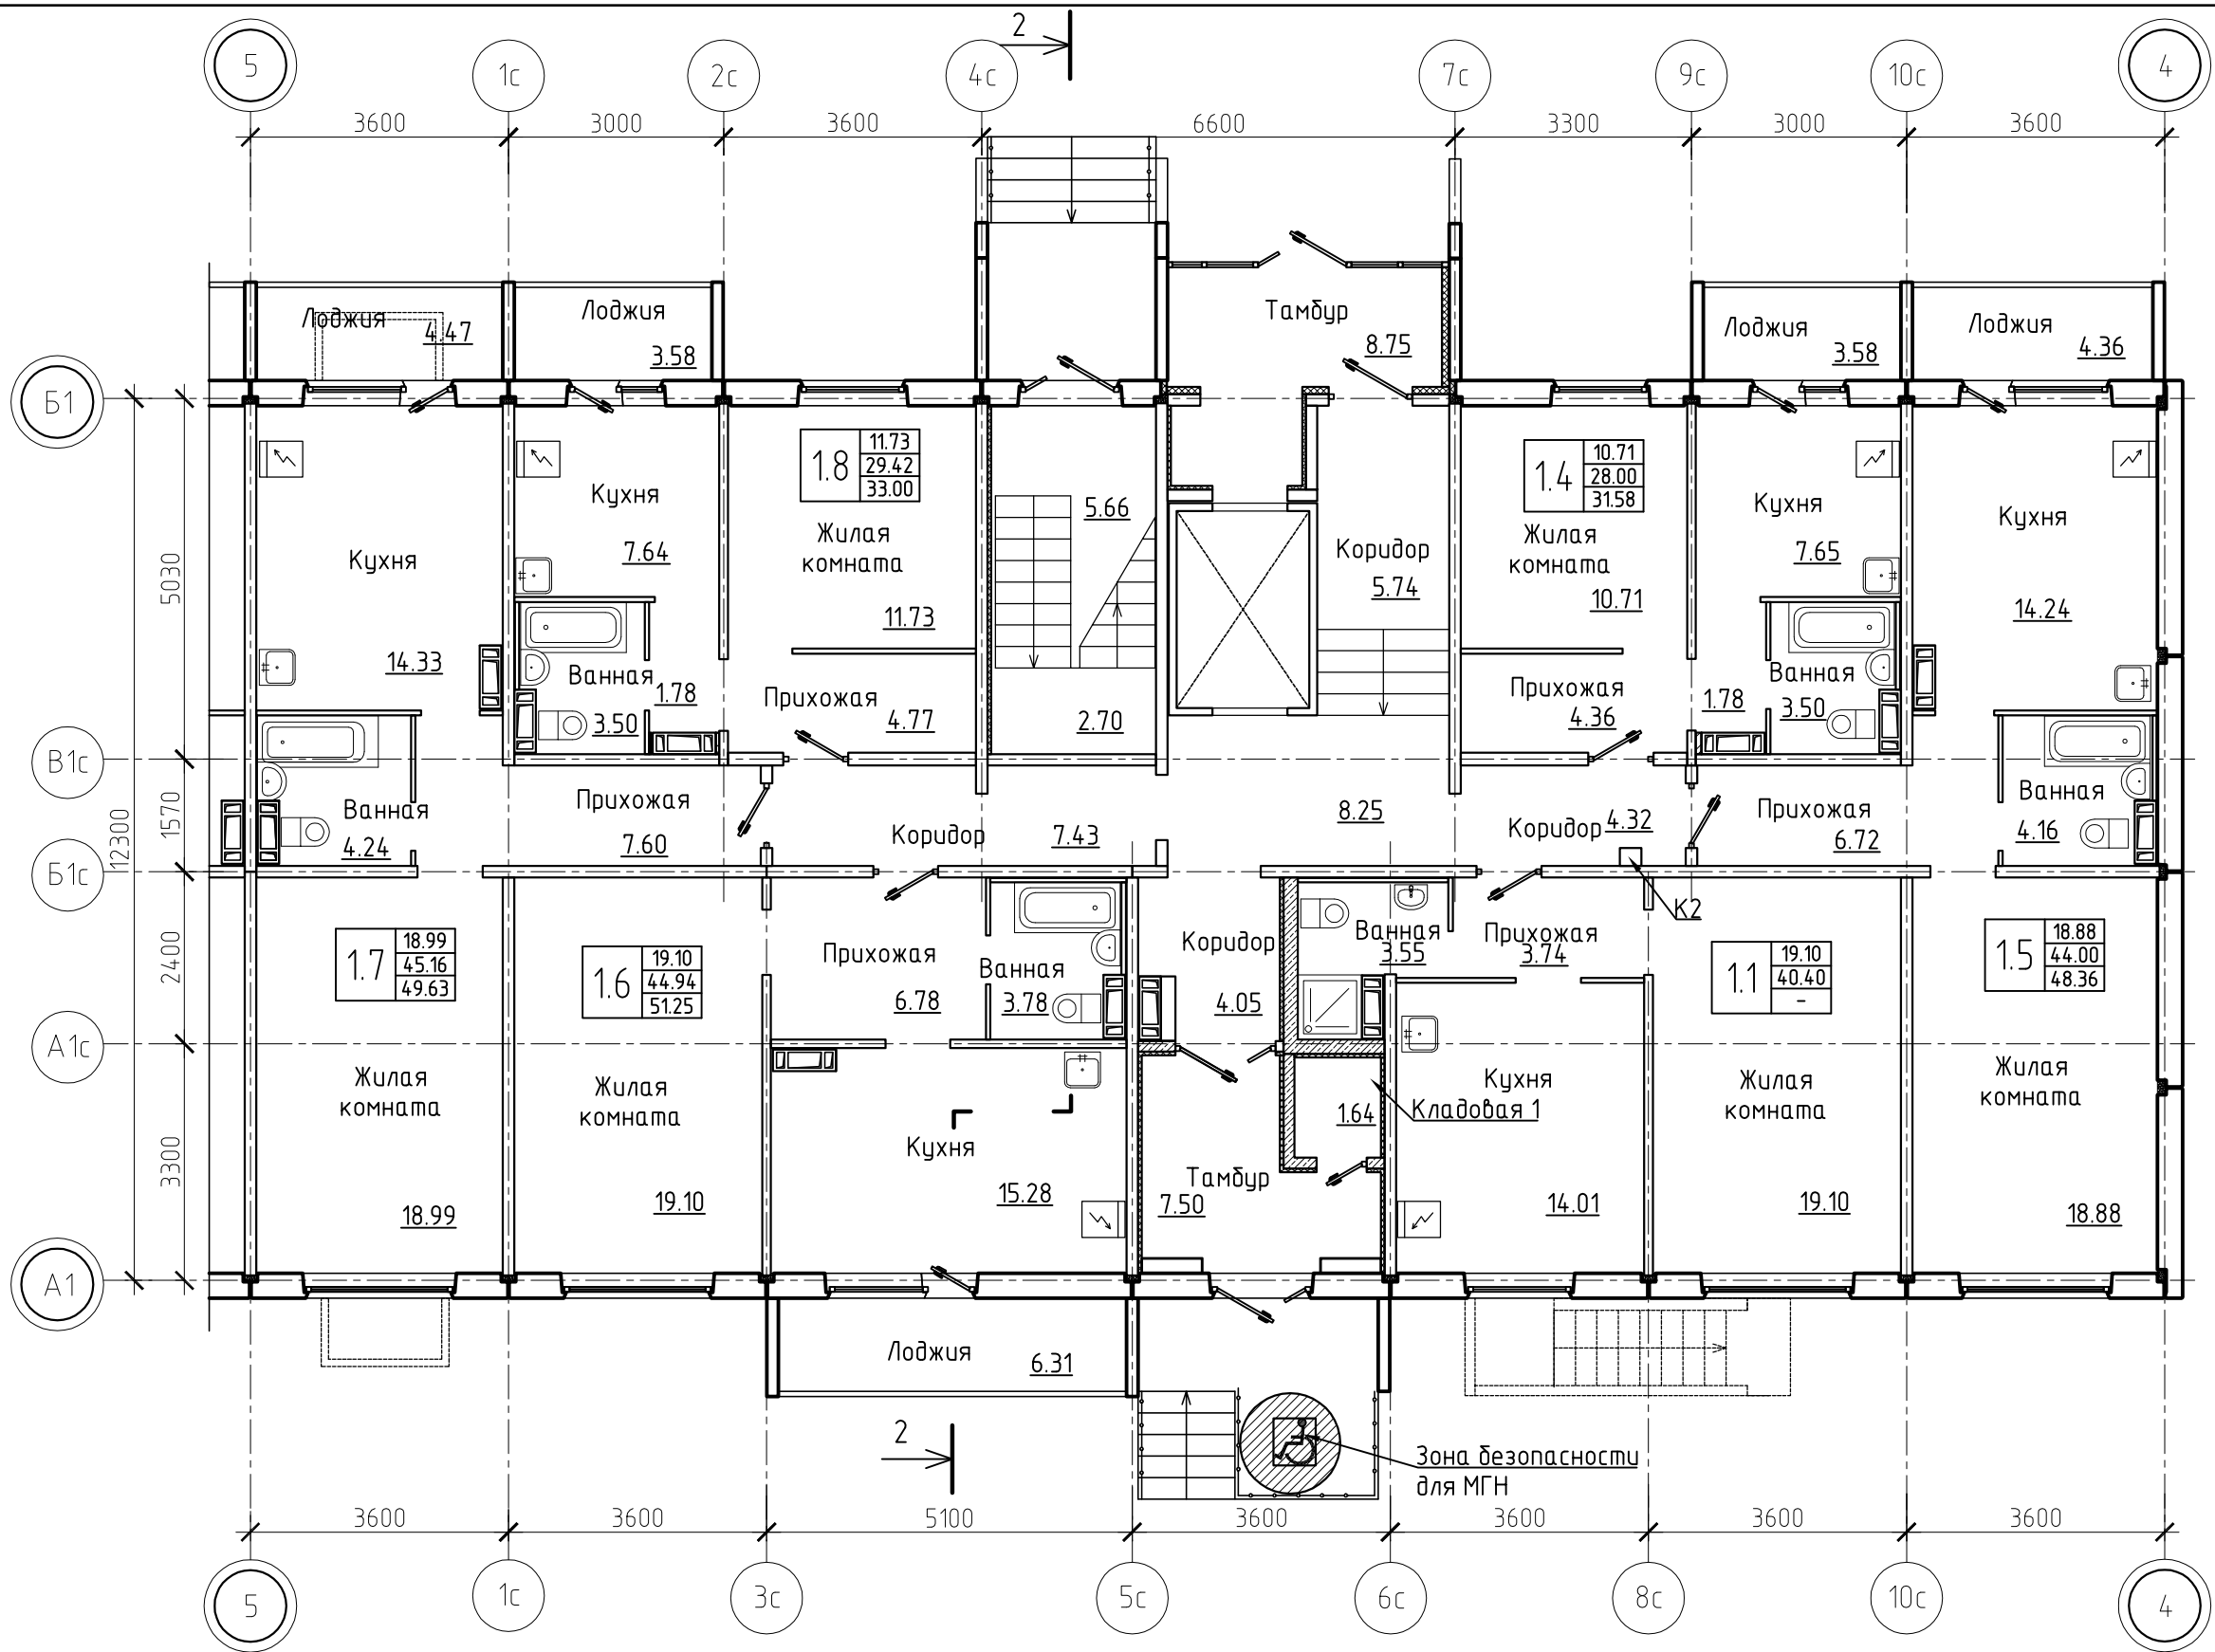 2
5
1с
2с
4с
7с
9с
10с
4
3600
3000
3600
6600
3300
3000
3600
Лоджия
4.47
Лоджия
3.58
Тамбур
8.75
Лоджия
3.58
Лоджия
4.36
Б1
1.8
11.73
29.42
33.00
1.4
10.71
28.00
31.58
Кухня
14.33
Кухня
7.64
Жилая
комната
11.73
5.66
Коридор
5.74
Жилая
комната
10.71
Кухня
7.65
Кухня
14.24
5030
Ванная
3.50
1.78
Прихожая
4.77
2.70
Прихожая
4.36
1.78
Ванная
3.50
В1с
Ванная
4.24
Прихожая
7.60
Коридор
7.43
8.25
Коридор
4.32
Прихожая
6.72
Ванная
4.16
1570
12300
Б1с
К2
1.7
18.99
45.16
49.63
1.6
19.10
44.94
51.25
Прихожая
6.78
Ванная
3.78
Коридор
4.05
Ванная
3.55
Прихожая
3.74
1.1
19.10
40.40
-
1.5
18.88
44.00
48.36
2400
А1с
Жилая
комната
18.99
Жилая
комната
19.10
Кухня
15.28
Тамбур
7.50
1.64
Кладовая 1
Кухня
14.01
Жилая
комната
19.10
Жилая
комната
18.88
3300
А1
Лоджия
6.31
2
Зона безопасности
для МГН
3600
3600
5100
3600
3600
3600
3600
5
1с
3с
5с
6с
8с
10с
4